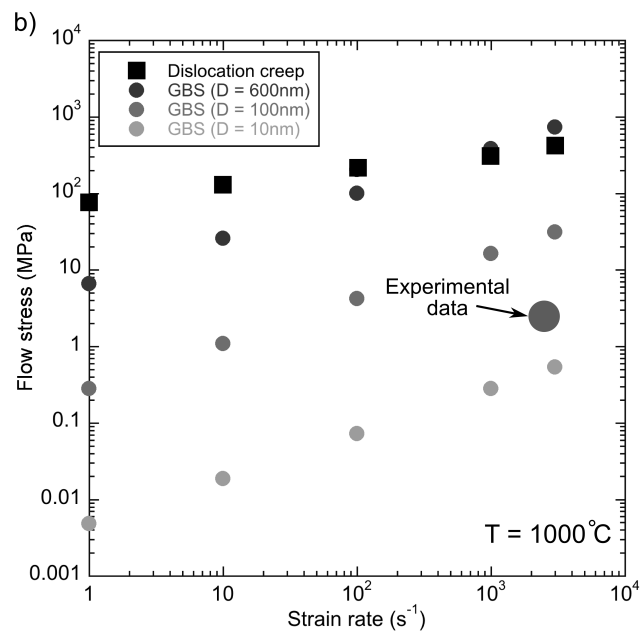 b)
Dislocation creep
GBS (D = 600nm)
GBS (D = 100nm)
GBS (D = 10nm)
10⁴
10³
10²
10
1
0.1
0.01
0.001
Flow stress (MPa)
Experimental
data
T = 1000°C
1
10
10²
10³
10⁴
Strain rate (s⁻¹)